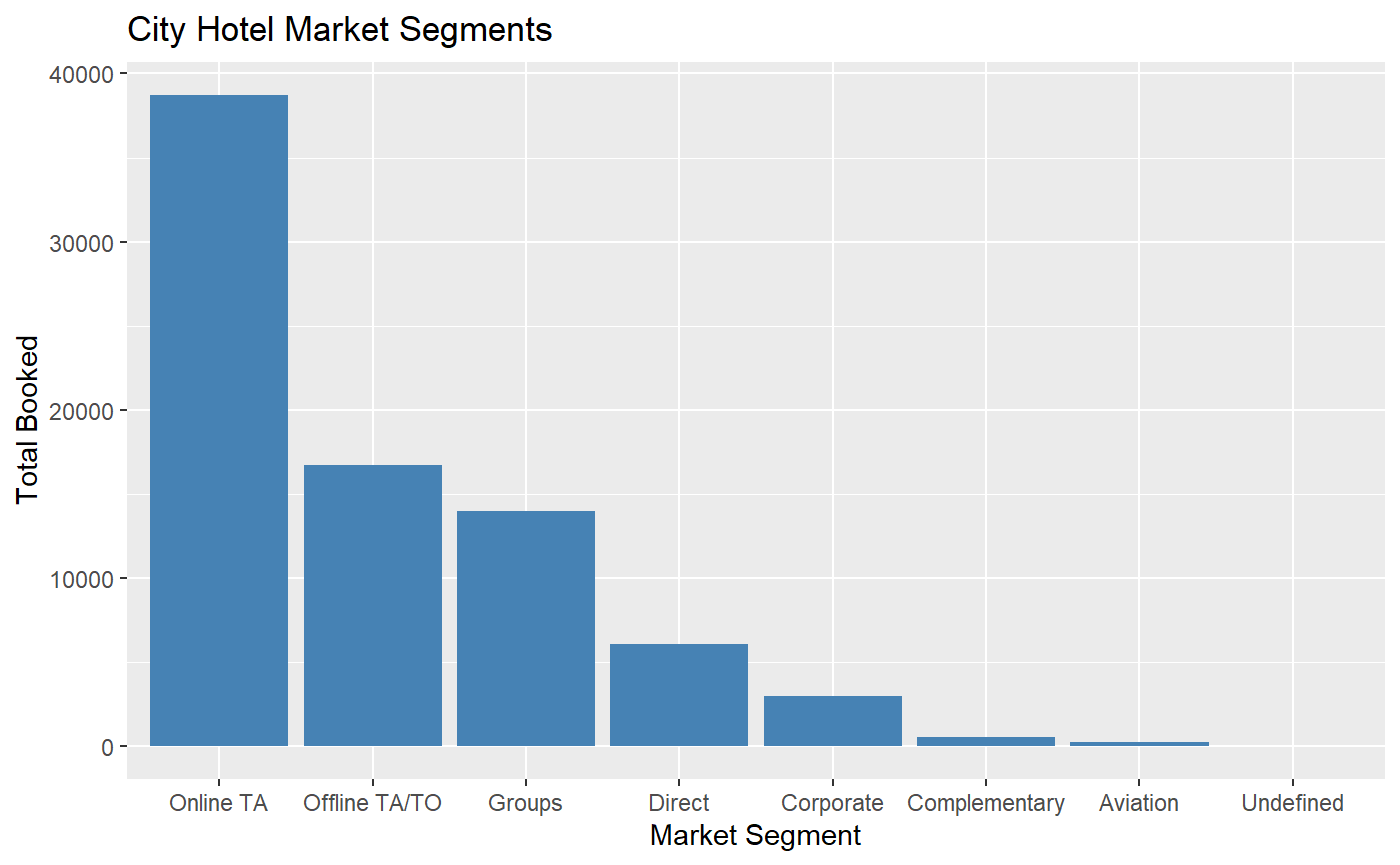 City Hotel Market Segments
Total Booked
40000
30000
20000
10000
0
Online TA Offline TA/TO Groups Direct Corporate Complementary Aviation Undefined
Market Segment